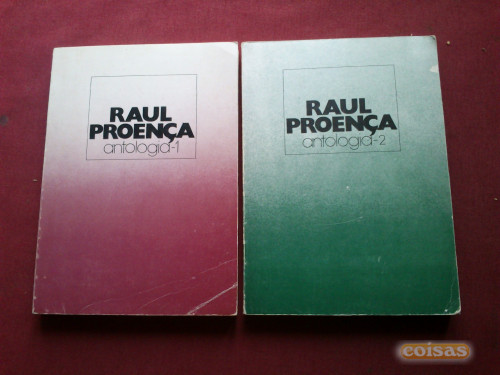 RAUL
PROENÇA
antologia-1
RAUL
PROENÇA
antologia-2
coisas